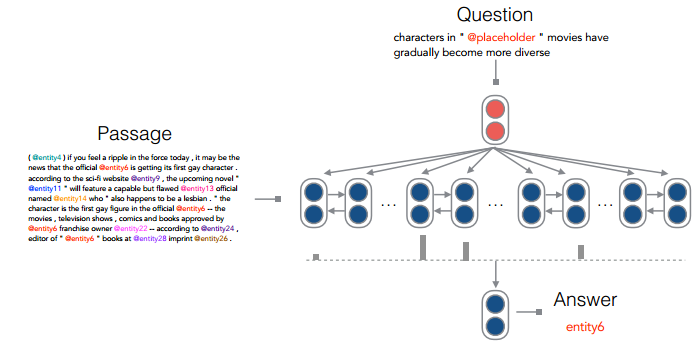 Question
characters in " @placeholder " movies have
gradually become more diverse
Passage
( @entity4 ) if you feel a ripple in the force today , it may be the
news that the official @entity6 is getting its first gay character .
according to the sci-fi website @entity9 , the upcoming novel "
@entity11 " will feature a capable but flawed @entity13 official
named @entity14 who " also happens to be a lesbian . " the
character is the first gay figure in the official @entity6 -- the
movies , television shows , comics and books approved by
@entity6 franchise owner @entity22 -- according to @entity24 ,
editor of " @entity6 " books at @entity28 imprint @entity26 .
... ... ...
Answer
entity6